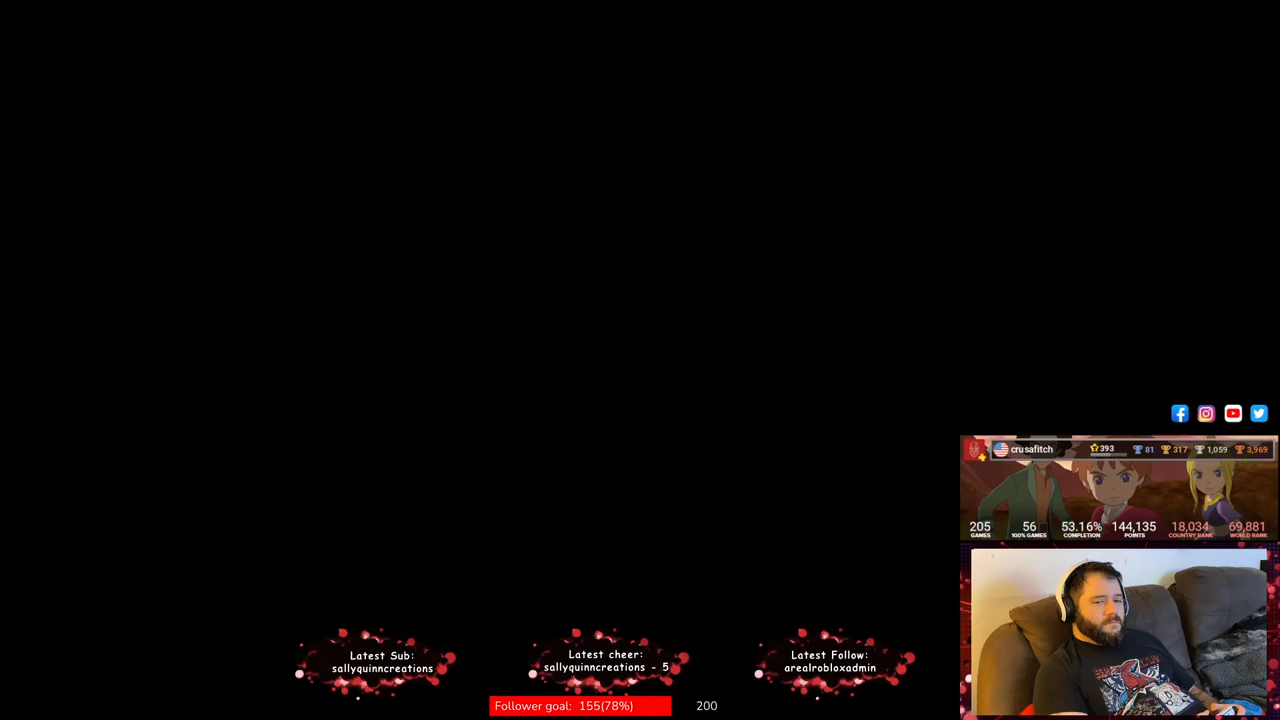 crusafitch 393 81 317 1,059 3,969
205 56 53.16% 144,135 18,034 69,881
GAMES 100% GAMES COMPLETION POINTS COUNTRY RANK WORLD RANK
Latest Sub:
sallyquinncreations
Latest cheer:
sallyquinncreations - 5
Latest Follow:
arealrobloxadmin
Follower goal: 155(78%) 200